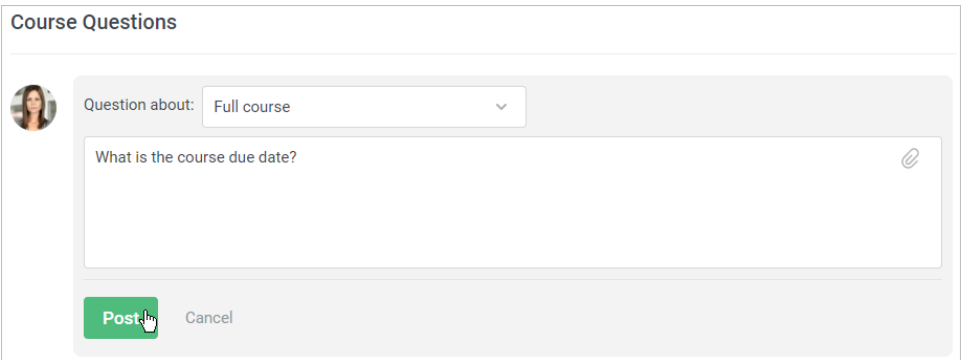 Course Questions
Question about: Full course
What is the course due date?
Post Cancel